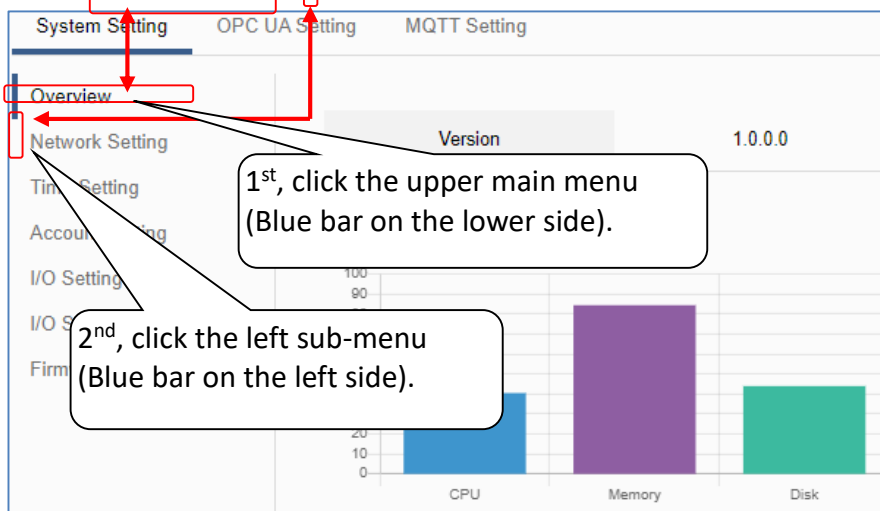 System Setting OPC UA Setting MQTT Setting
Overview
Network Setting
Version 1.0.0.0
1st, click the upper main menu
(Blue bar on the lower side).
Setting
I/O Setting
100
90
2nd, click the left sub-menu
(Blue bar on the left side).
I/O
20
10
0
CPU Memory Disk